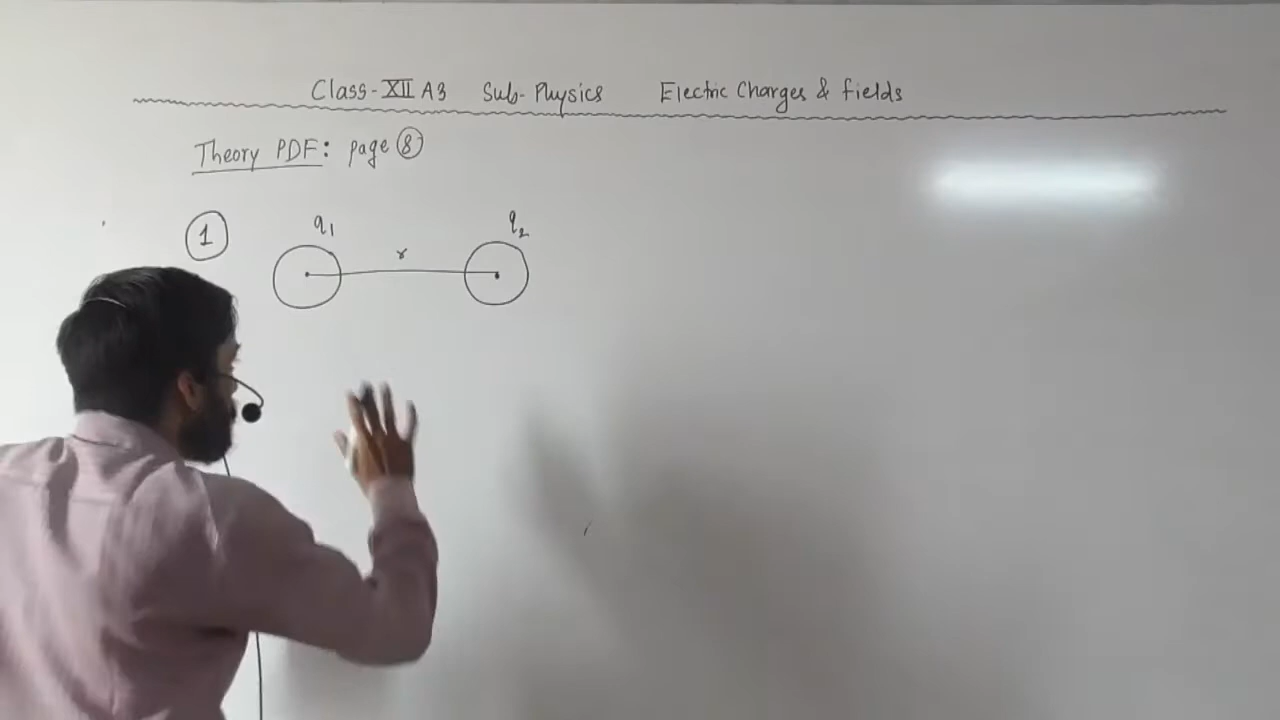 Class-XII A3 Sub-Physics Electric Charges & fields
Theory PDF: page 8
1
q1 q2
r